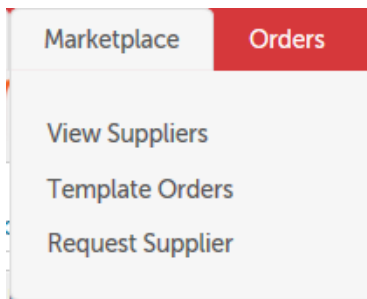 Marketplace Orders
View Suppliers
Template Orders
Request Supplier